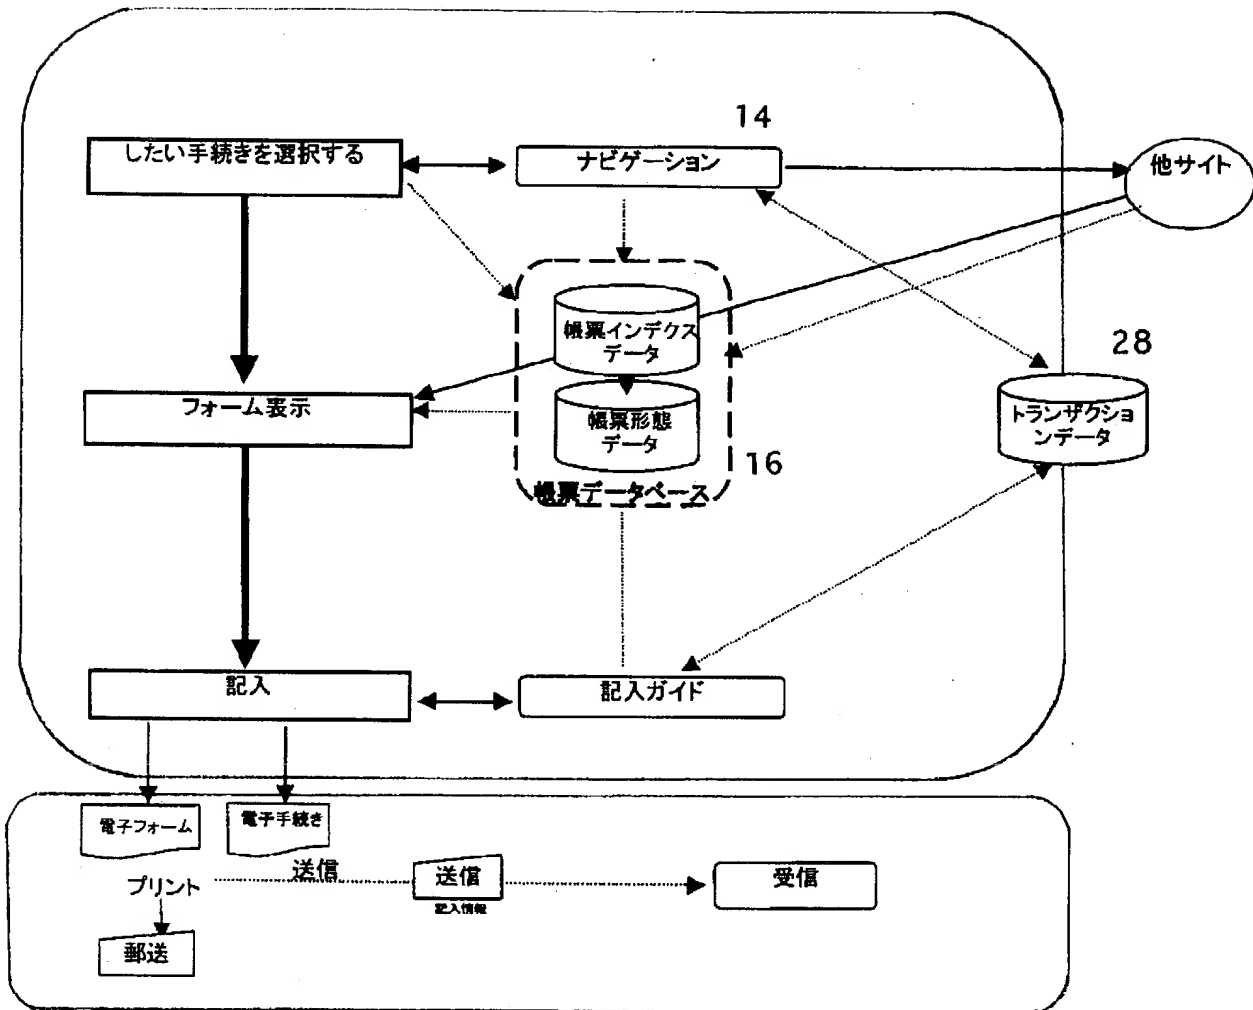 14
したい手続きを選択する
ナビゲーション
他サイト
帳票インデクス
データ
28
フォーム表示
帳票形態
データ
トランザクショ
ンデータ
16
帳票データベース
記入
記入ガイド
電子フォーム
電子手続き
送信
プリント
送信
受信
記入情報
郵送